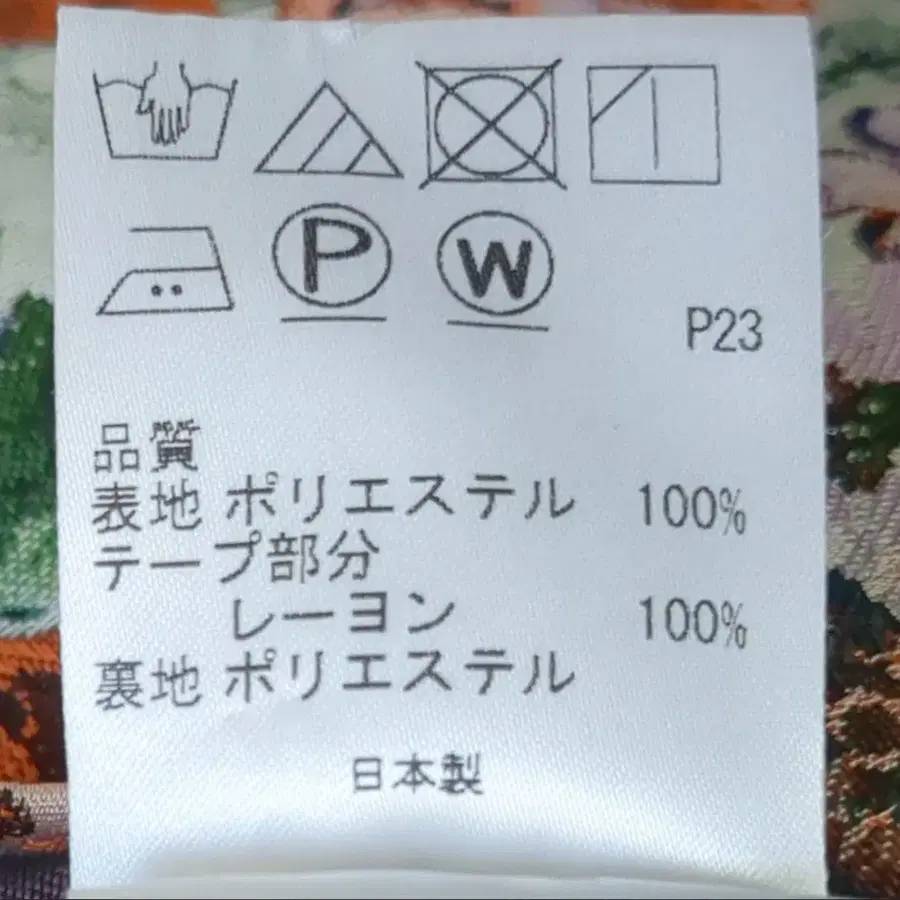 P
W
P23
品質
表地 ポリエステル 100%
テープ部分
レーヨン 100%
裏地 ポリエステル
日本製